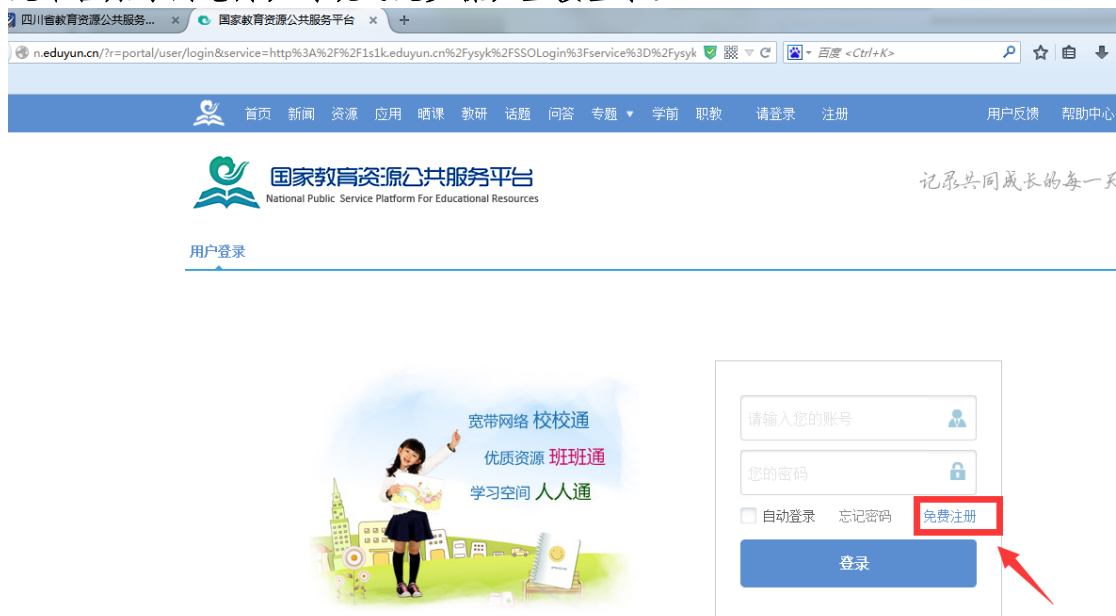 四川省教育资源公共服务... × 国家教育资源公共服务平台 × +
n.eduyun.cn/?r=portal/user/login&service=http%3A%2F%2F1s1k.eduyun.cn%2Fysyk%2FSSOLogin%3Fservice%3D%2Fysyk 百度 <Ctrl+K>
首页 新闻 资源 应用 晒课 教研 话题 问答 专题 ▼ 学前 职教 请登录 注册 用户反馈 帮助中心
国家教育资源公共服务平台
National Public Service Platform For Educational Resources
记录共同成长的每一天
用户登录
宽带网络 校校通
优质资源 班班通
学习空间 人人通
请输入您的账号
您的密码
自动登录 忘记密码 免费注册
登录